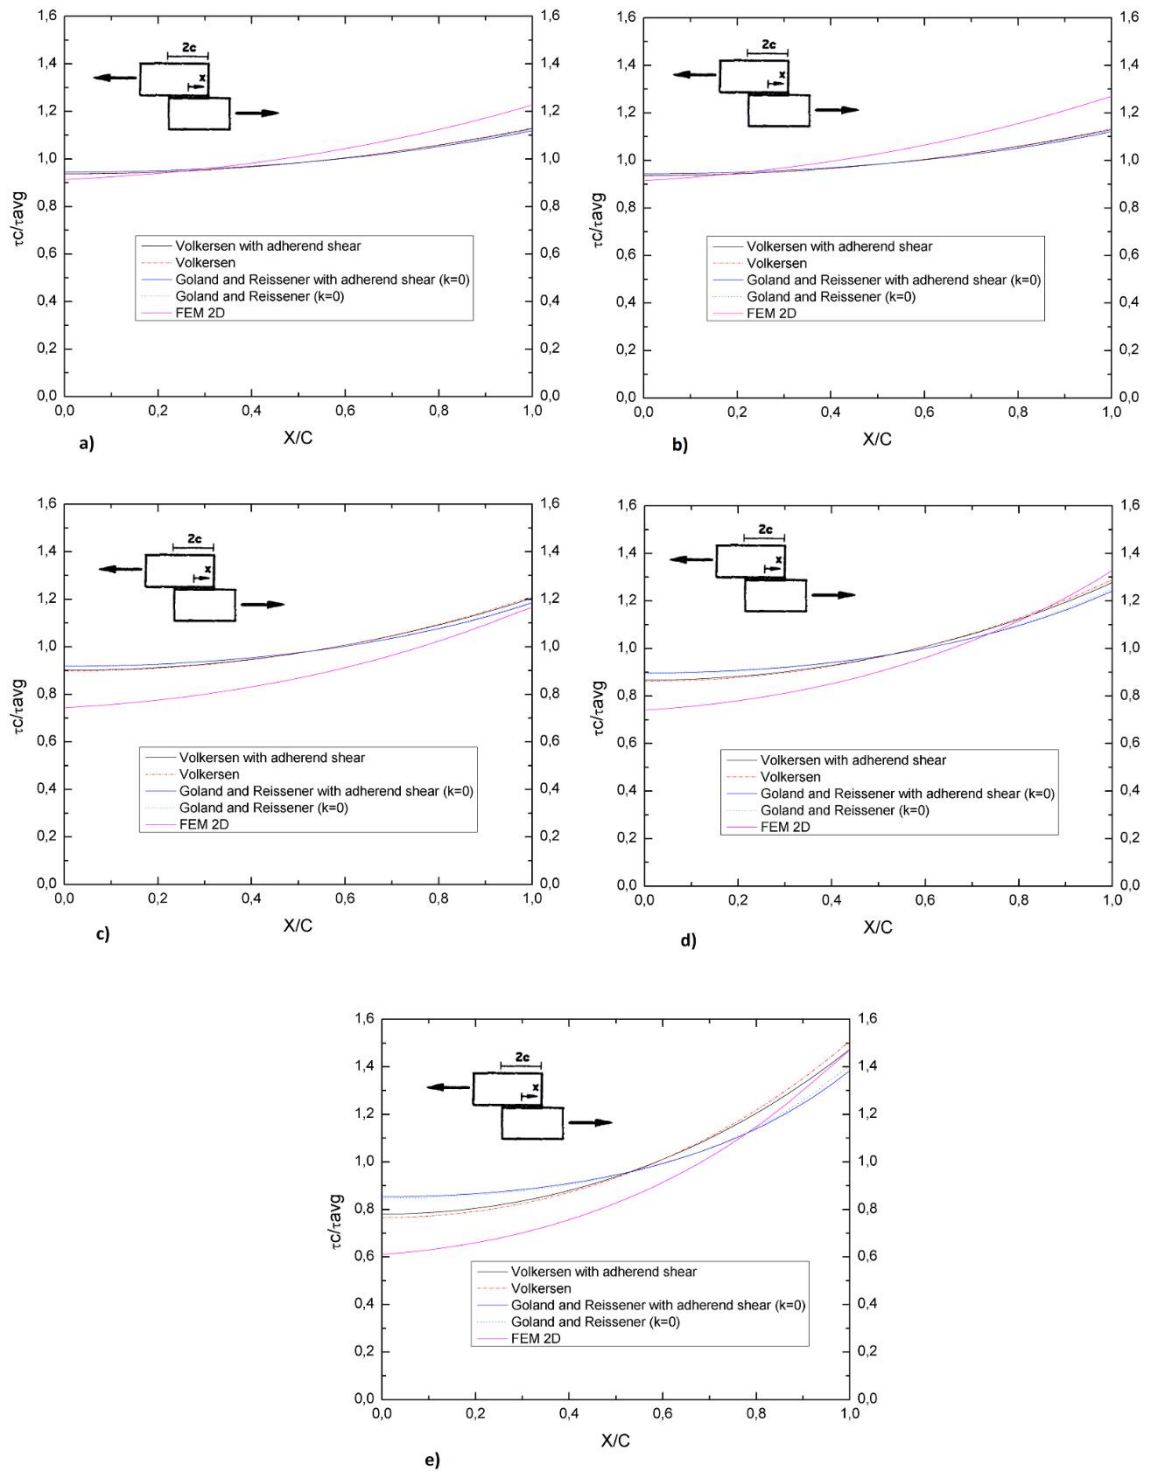 1,6
1,4
1,2
1,0
0,8
0,6
0,4
0,2
0,0
τc/τavg
2c
x
Volkersen with adherend shear
Volkersen
Goland and Reissener with adherend shear (k=0)
Goland and Reissener (k=0)
FEM 2D
1,6
1,4
1,2
1,0
0,8
0,6
0,4
0,2
0,0
0,0 0,2 0,4 0,6 0,8 1,0
X/C
a)
1,6
1,4
1,2
1,0
0,8
0,6
0,4
0,2
0,0
τc/τavg
2c
x
Volkersen with adherend shear
Volkersen
Goland and Reissener with adherend shear (k=0)
Goland and Reissener (k=0)
FEM 2D
1,6
1,4
1,2
1,0
0,8
0,6
0,4
0,2
0,0
0,0 0,2 0,4 0,6 0,8 1,0
X/C
b)
1,6
1,4
1,2
1,0
0,8
0,6
0,4
0,2
0,0
τc/τavg
2c
x
Volkersen with adherend shear
Volkersen
Goland and Reissener with adherend shear (k=0)
Goland and Reissener (k=0)
FEM 2D
1,6
1,4
1,2
1,0
0,8
0,6
0,4
0,2
0,0
0,0 0,2 0,4 0,6 0,8 1,0
X/C
c)
1,6
1,4
1,2
1,0
0,8
0,6
0,4
0,2
0,0
τc/τavg
2c
x
Volkersen with adherend shear
Volkersen
Goland and Reissener with adherend shear (k=0)
Goland and Reissener (k=0)
FEM 2D
1,6
1,4
1,2
1,0
0,8
0,6
0,4
0,2
0,0
0,0 0,2 0,4 0,6 0,8 1,0
X/C
d)
1,6
1,4
1,2
1,0
0,8
0,6
0,4
0,2
0,0
τc/τavg
2c
x
Volkersen with adherend shear
Volkersen
Goland and Reissener with adherend shear (k=0)
Goland and Reissener (k=0)
FEM 2D
1,6
1,4
1,2
1,0
0,8
0,6
0,4
0,2
0,0
0,0 0,2 0,4 0,6 0,8 1,0
X/C
e)